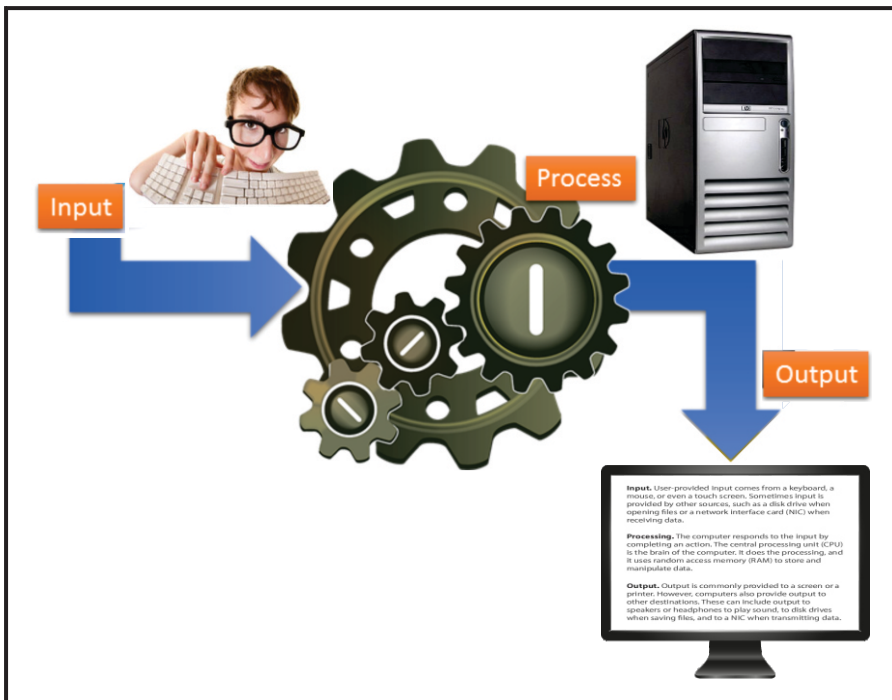 Input
Process
Output
Input. User-provided input comes from a keyboard, a
mouse, or even a touch screen. Sometimes input is
provided by other sources, such as a disk drive when
opening files or a network interface card (NIC) when
receiving data.
Processing. The computer responds to the input by
completing an action. The central processing unit (CPU)
is the brain of the computer. It does the processing, and
it uses random access memory (RAM) to store and
manipulate data.
Output. Output is commonly provided to a screen or a
printer. However, computers also provide output to
other destinations. These can include output to
speakers or headphones to play sound, to disk drives
when saving files, and to a NIC when transmitting data.